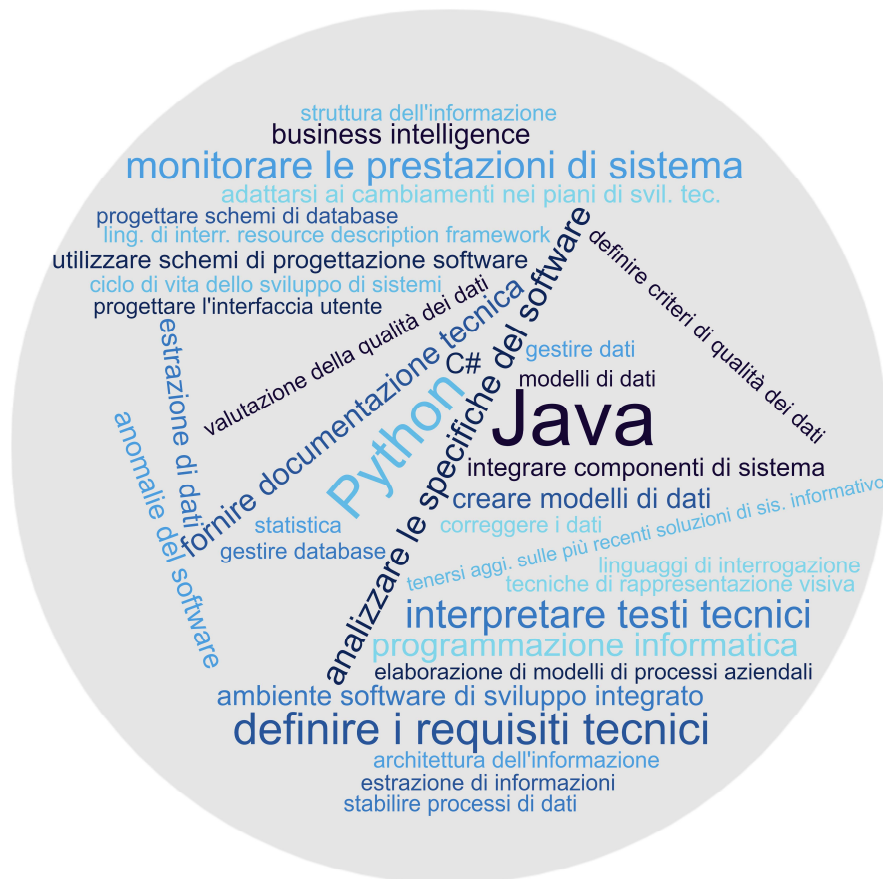 struttura dell'informazione
business intelligence
monitorare le prestazioni di sistema
adattarsi ai cambiamenti nei piani di svil. tec.
progettare schemi di database
ling. di interr. resource description framework
utilizzare schemi di progettazione software
ciclo di vita dello sviluppo di sistemi
progettare l'interfaccia utente
definire criteri di qualità dei dati
valutazione della qualità dei dati
estrazione di dati
anomalie del software
fornire documentazione tecnica
analizzare le specifiche del software
gestire dati
C#
modelli di dati
Python
Java
integrare componenti di sistema
creare modelli di dati
statistica
correggere i dati
gestire database
tenersi aggi. sulle più recenti soluzioni di sis. informativo
linguaggi di interrogazione
tecniche di rappresentazione visiva
interpretare testi tecnici
programmazione informatica
elaborazione di modelli di processi aziendali
ambiente software di sviluppo integrato
definire i requisiti tecnici
architettura dell'informazione
estrazione di informazioni
stabilire processi di dati